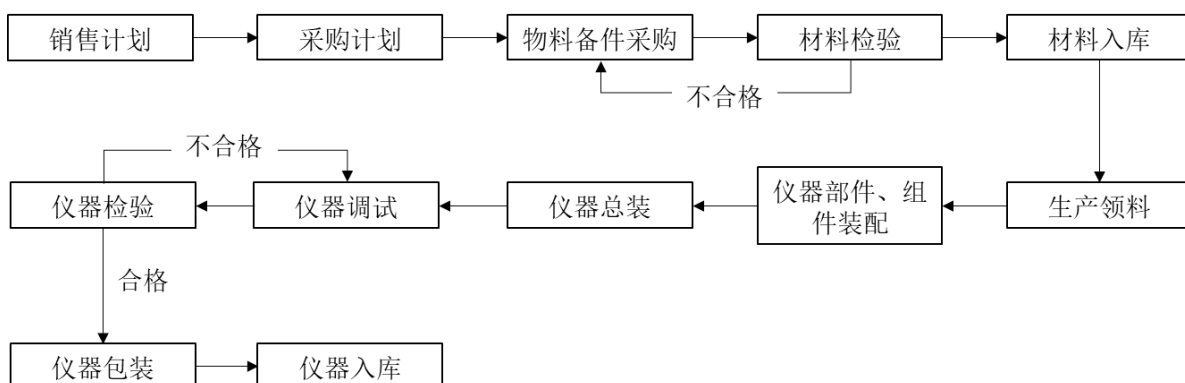 销售计划
采购计划
物料备件采购
材料检验
材料入库
不合格
不合格
仪器检验
仪器调试
仪器总装
仪器部件、组
件装配
生产领料
合格
仪器包装
仪器入库